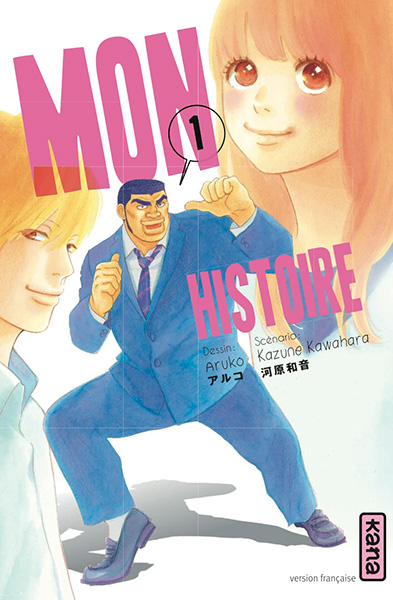 MON
1
HISTOIRE
Dessin:
Aruko
アルコ
Scénario:
Kazune Kawahara
河原和音
kana
version française